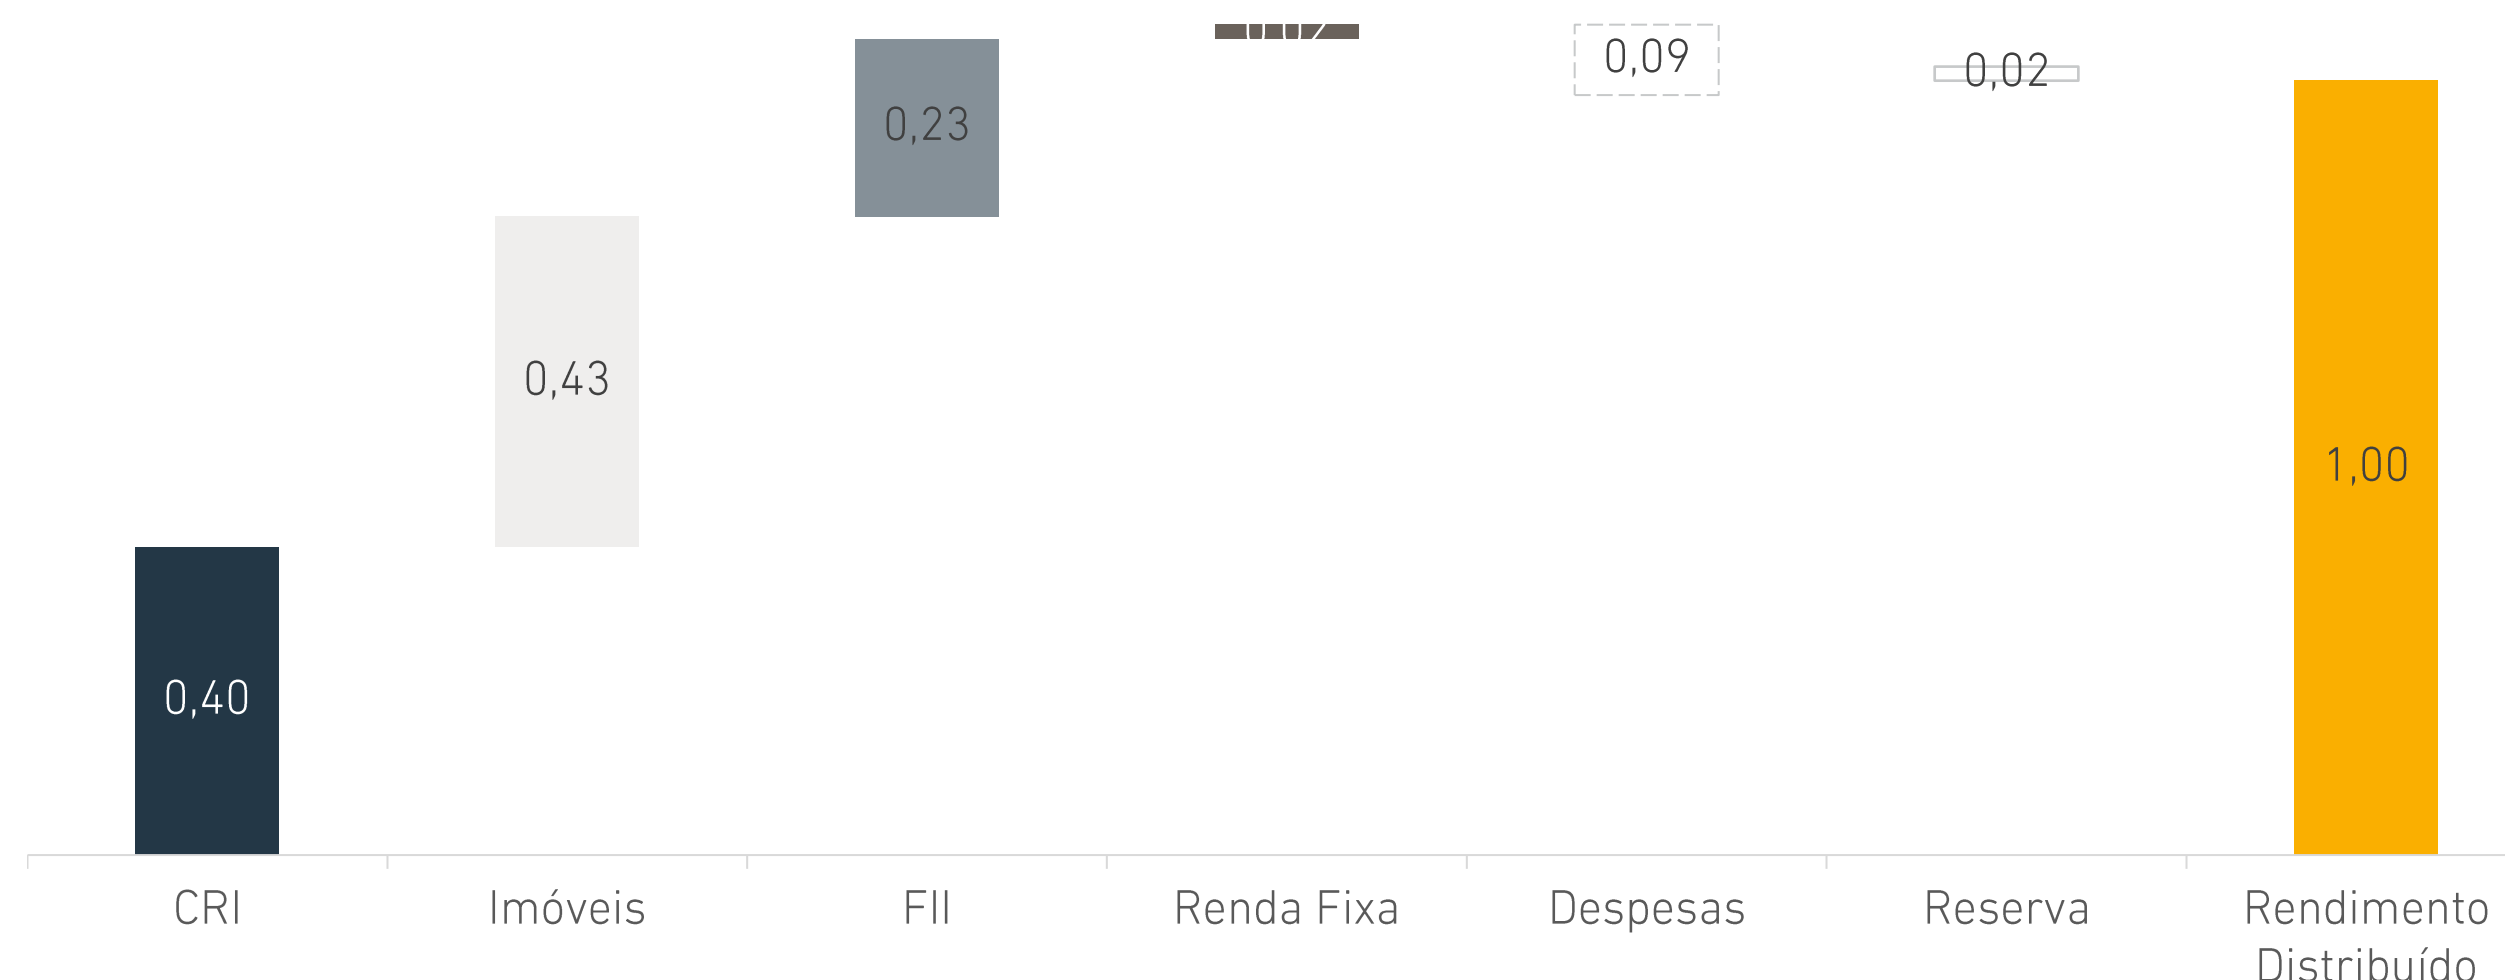 0,09
0,02
0,23
0,43
1,00
0,40
CRI
Imóveis
FII
Renda Fixa
Despesas
Reserva
Rendimento
Distribuído